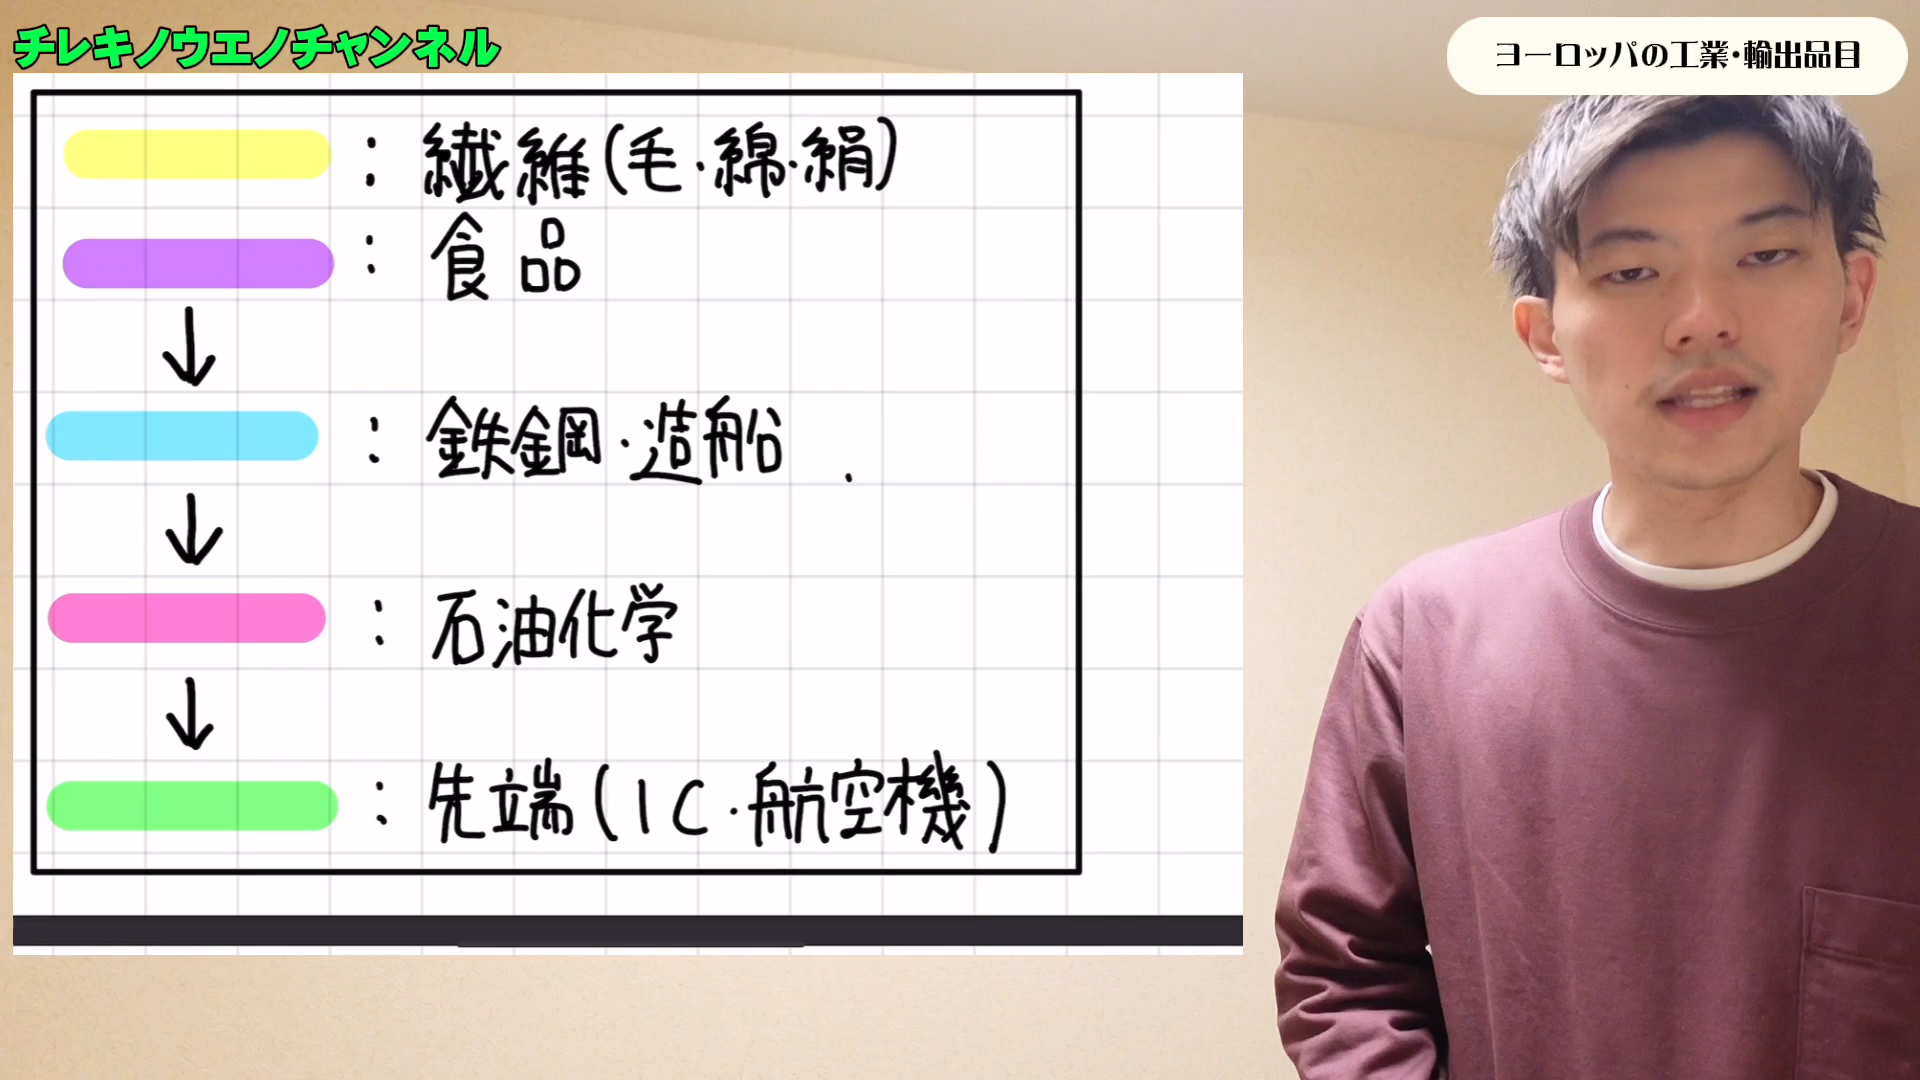 チレキノウエノチャンネル
ヨーロッパの工業・輸出品目
：繊維(毛・綿・絹)
：食品
↓
：鉄鋼・造船
↓
：石油化学
↓
：先端(IC・航空機)